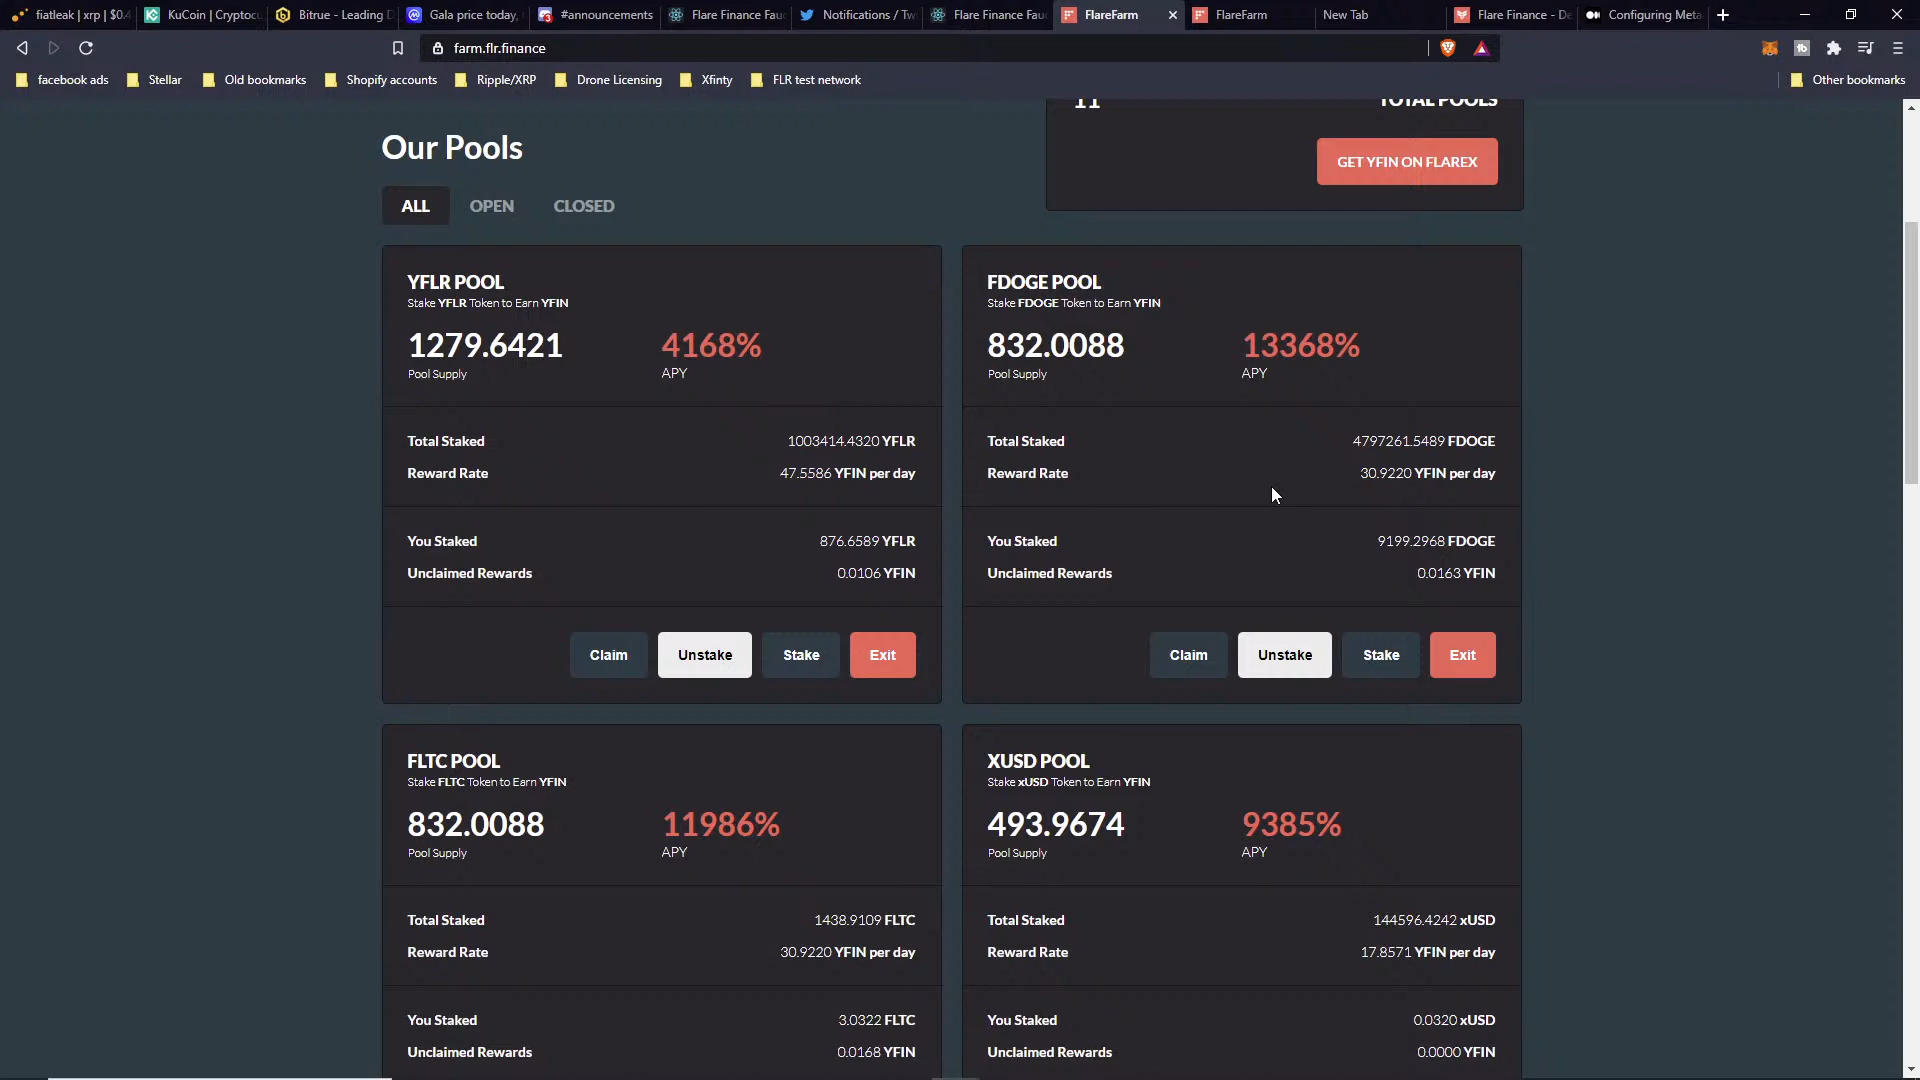 fiatleak | xrp | $0.4
KuCoin | Cryptocu
Bitrue - Leading D
Gala price today,
#announcements
Flare Finance Fauc
Notifications / Tw
Flare Finance Fau
FlareFarm
FlareFarm
New Tab
Flare Finance - De
Configuring Meta
farm.flr.finance
facebook ads
Stellar
Old bookmarks
Shopify accounts
Ripple/XRP
Drone Licensing
Xfinty
FLR test network
Other bookmarks
11 TOTAL POOLS
GET YFIN ON FLAREX
Our Pools
ALL OPEN CLOSED
YFLR POOL
Stake YFLR Token to Earn YFIN
1279.6421 4168%
Pool Supply APY
Total Staked 1003414.4320 YFLR
Reward Rate 47.5586 YFIN per day
You Staked 876.6589 YFLR
Unclaimed Rewards 0.0106 YFIN
Claim Unstake Stake Exit
FDOGE POOL
Stake FDOGE Token to Earn YFIN
832.0088 13368%
Pool Supply APY
Total Staked 4797261.5489 FDOGE
Reward Rate 30.9220 YFIN per day
You Staked 9199.2968 FDOGE
Unclaimed Rewards 0.0163 YFIN
Claim Unstake Stake Exit
FLTC POOL
Stake FLTC Token to Earn YFIN
832.0088 11986%
Pool Supply APY
Total Staked 1438.9109 FLTC
Reward Rate 30.9220 YFIN per day
You Staked 3.0322 FLTC
Unclaimed Rewards 0.0168 YFIN
XUSD POOL
Stake xUSD Token to Earn YFIN
493.9674 9385%
Pool Supply APY
Total Staked 144596.4242 xUSD
Reward Rate 17.8571 YFIN per day
You Staked 0.0320 xUSD
Unclaimed Rewards 0.0000 YFIN